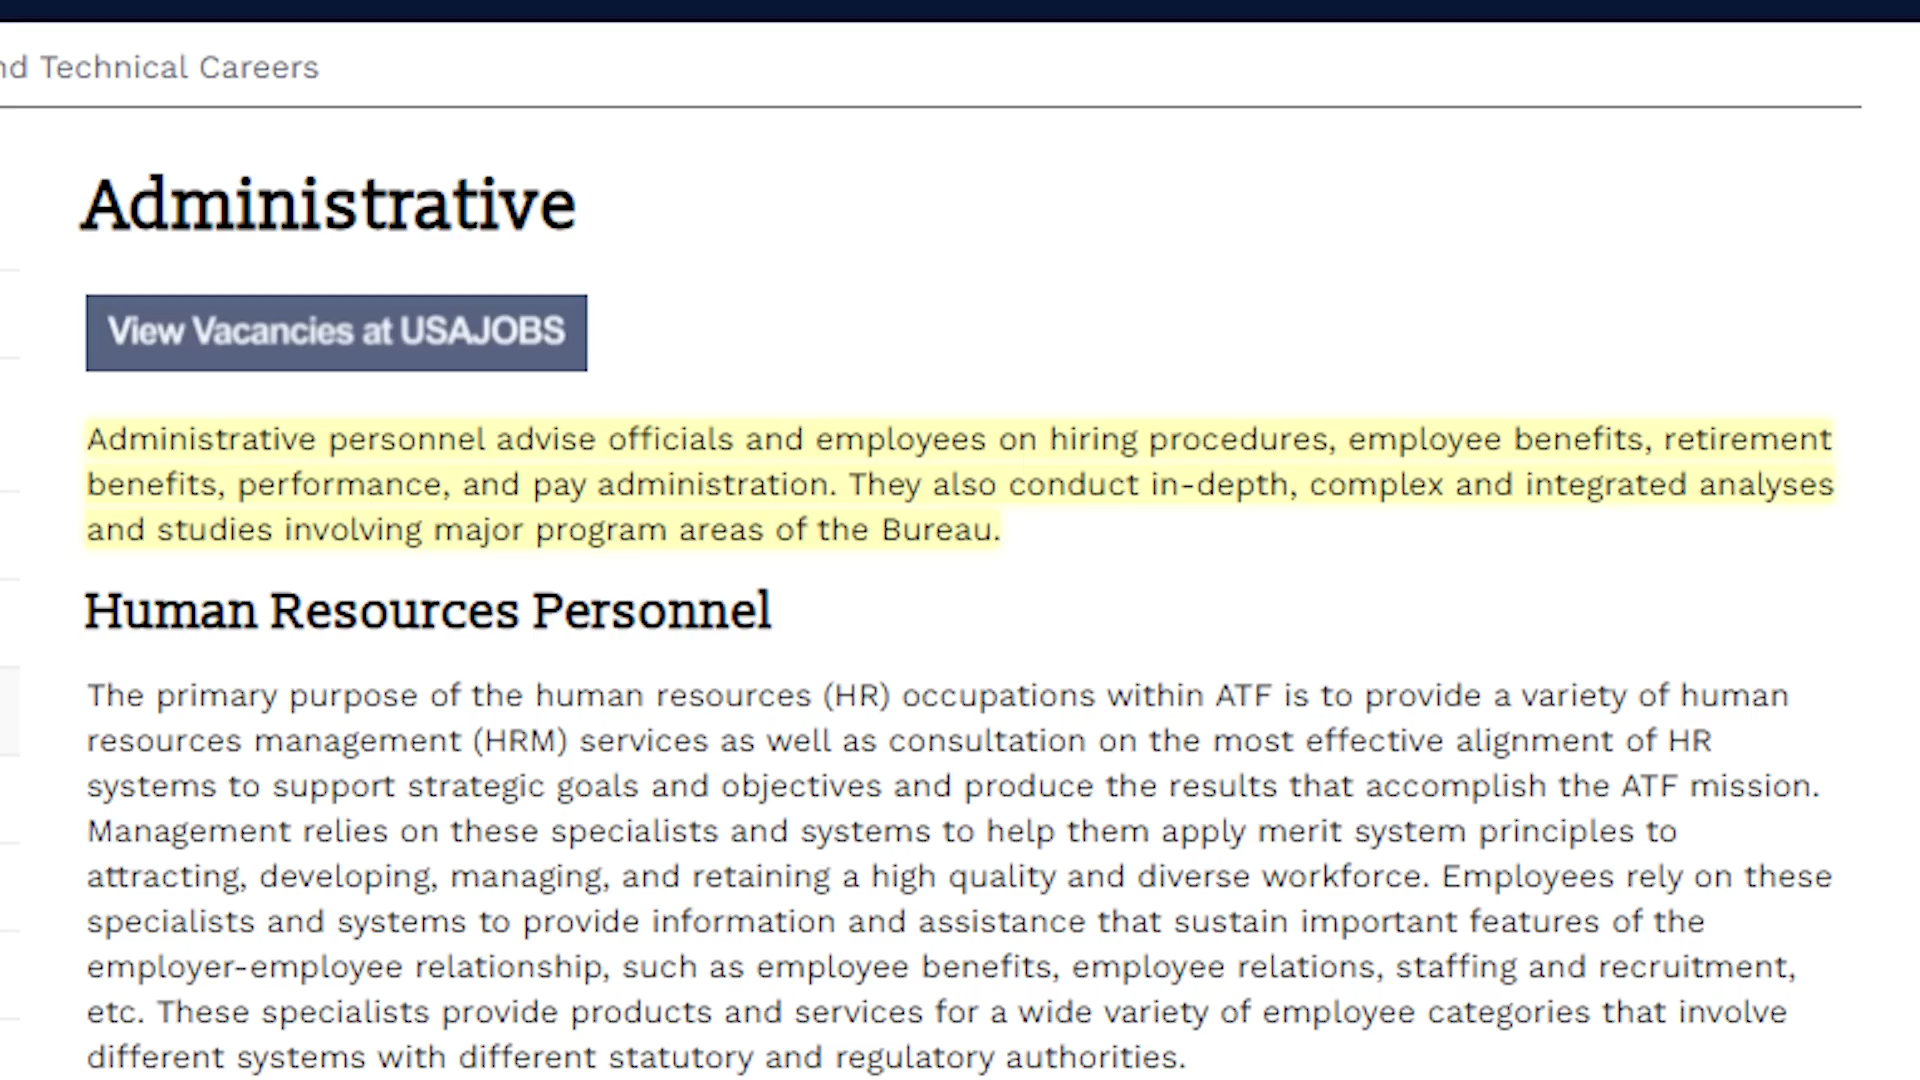 Technical Careers
Administrative
View Vacancies at USAJOBS
Administrative personnel advise officials and employees on hiring procedures, employee benefits, retirement
benefits, performance, and pay administration. They also conduct in-depth, complex and integrated analyses
and studies involving major program areas of the Bureau.
Human Resources Personnel
The primary purpose of the human resources (HR) occupations within ATF is to provide a variety of human
resources management (HRM) services as well as consultation on the most effective alignment of HR
systems to support strategic goals and objectives and produce the results that accomplish the ATF mission.
Management relies on these specialists and systems to help them apply merit system principles to
attracting, developing, managing, and retaining a high quality and diverse workforce. Employees rely on these
specialists and systems to provide information and assistance that sustain important features of the
employer-employee relationship, such as employee benefits, employee relations, staffing and recruitment,
etc. These specialists provide products and services for a wide variety of employee categories that involve
different systems with different statutory and regulatory authorities.